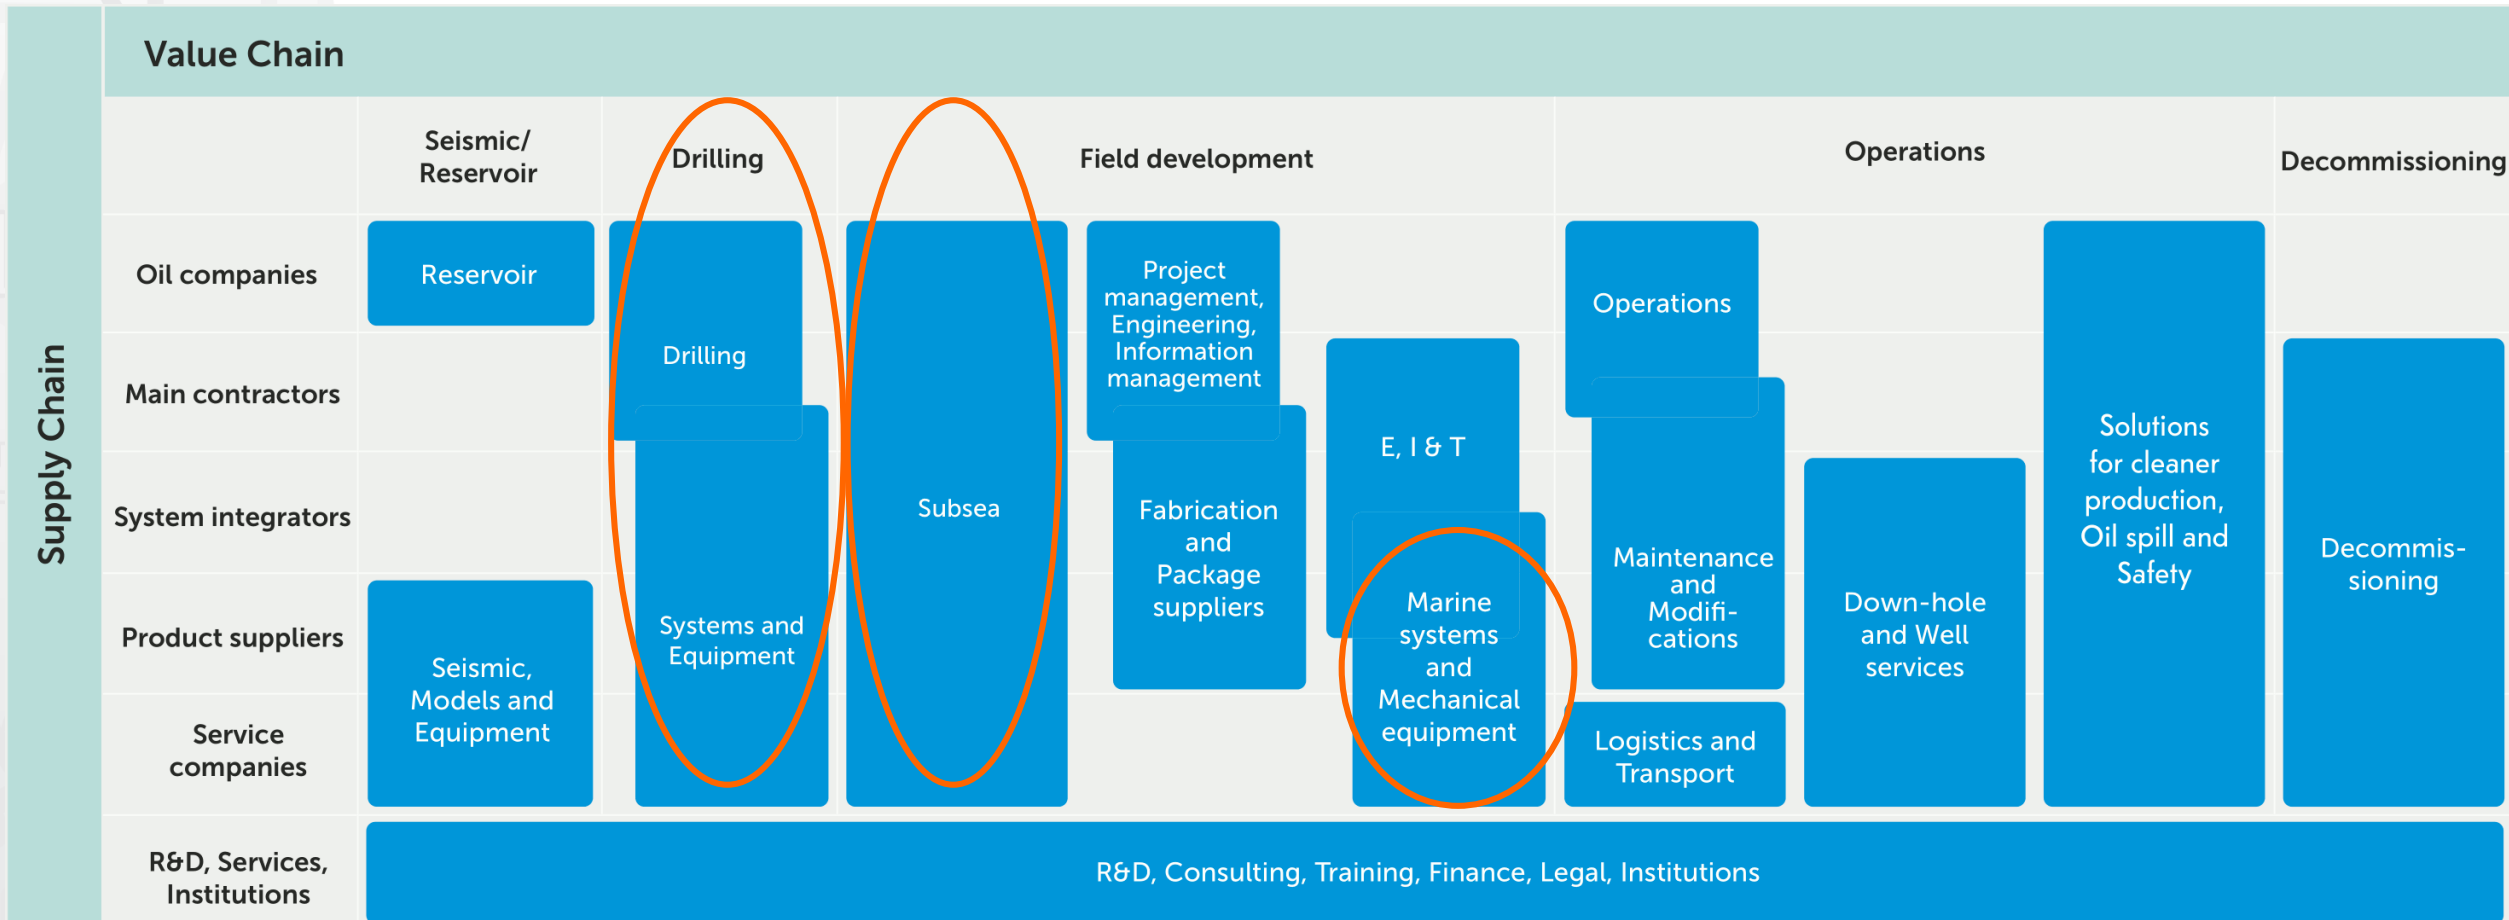 Value Chain
Supply Chain
Seismic/
Reservoir
Drilling
Field development
Operations
Decommissioning
Oil companies
Main contractors
System integrators
Product suppliers
Service
companies
R&D, Services,
Institutions
Reservoir
Seismic,
Models and
Equipment
Drilling
Systems and
Equipment
Subsea
Project
management,
Engineering,
Information
management
Fabrication
and
Package
suppliers
E, I & T
Marine
systems
and
Mechanical
equipment
Operations
Maintenance
and
Modifi-
cations
Logistics and
Transport
Down-hole
and Well
services
Solutions
for cleaner
production,
Oil spill and
Safety
Decommis-
sioning
R&D, Consulting, Training, Finance, Legal, Institutions